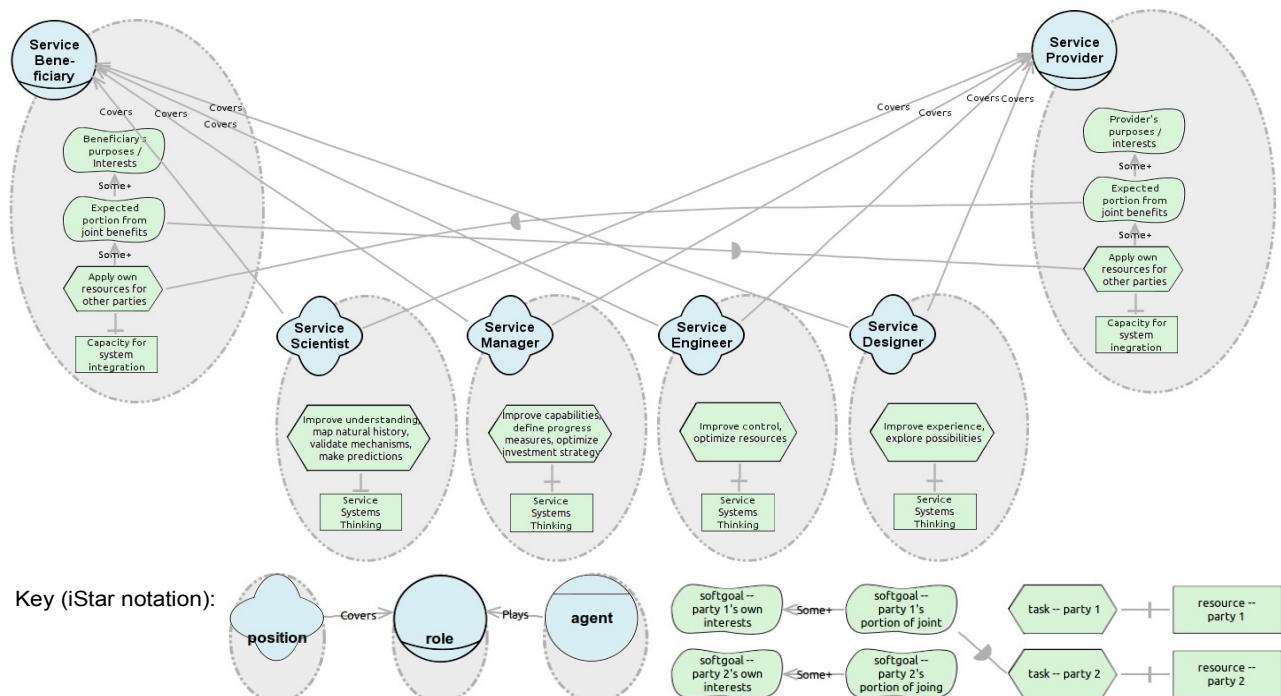 Service
Bene-
ficiary
Service
Provider
Covers
Covers
Covers
Covers
Covers
Covers
Covers
Covers
Beneficiary's
purposes /
Interests
Some+
Expected
portion from
joint benefits
Some+
Apply own
resources for
other parties
Capacity for
system
integration
Provider's
purposes /
interests
Some+
Expected
portion from
joint benefits
Some+
Apply own
resources for
other parties
Capacity for
system
inegration
Service
Scientist
Improve understanding,
map natural history,
validate mechanisms,
make predictions
Service
Systems
Thinking
Service
Manager
Improve capabilities,
define progress
measures, optimize
investment strategy
Service
Systems
Thinking
Service
Engineer
Improve control,
optimize resources
Service
Systems
Thinking
Service
Designer
Improve experience,
explore possibilities
Service
Systems
Thinking
Key (iStar notation):
position
Covers
role
Plays
agent
softgoal --
party 1's own
interests
Some+
softgoal --
party 1's
portion of joint
task -- party 1
resource --
party 1
softgoal --
party 2's own
interests
Some+
softgoal --
party 2's
portion of joing
task -- party 2
resource --
party 2